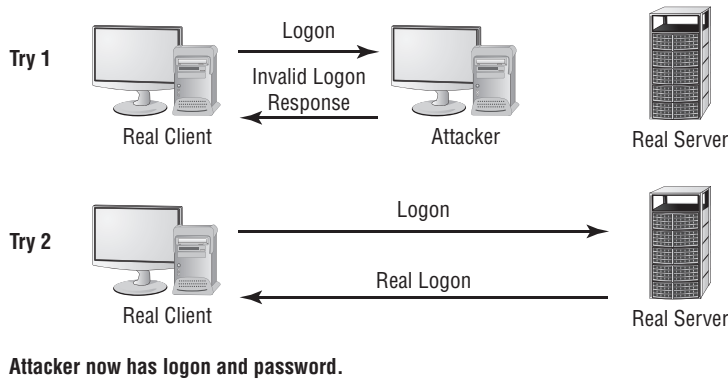 Try 1
Logon
Invalid Logon
Response
Real Client
Attacker
Real Server
Try 2
Logon
Real Logon
Real Client
Real Server
Attacker now has logon and password.